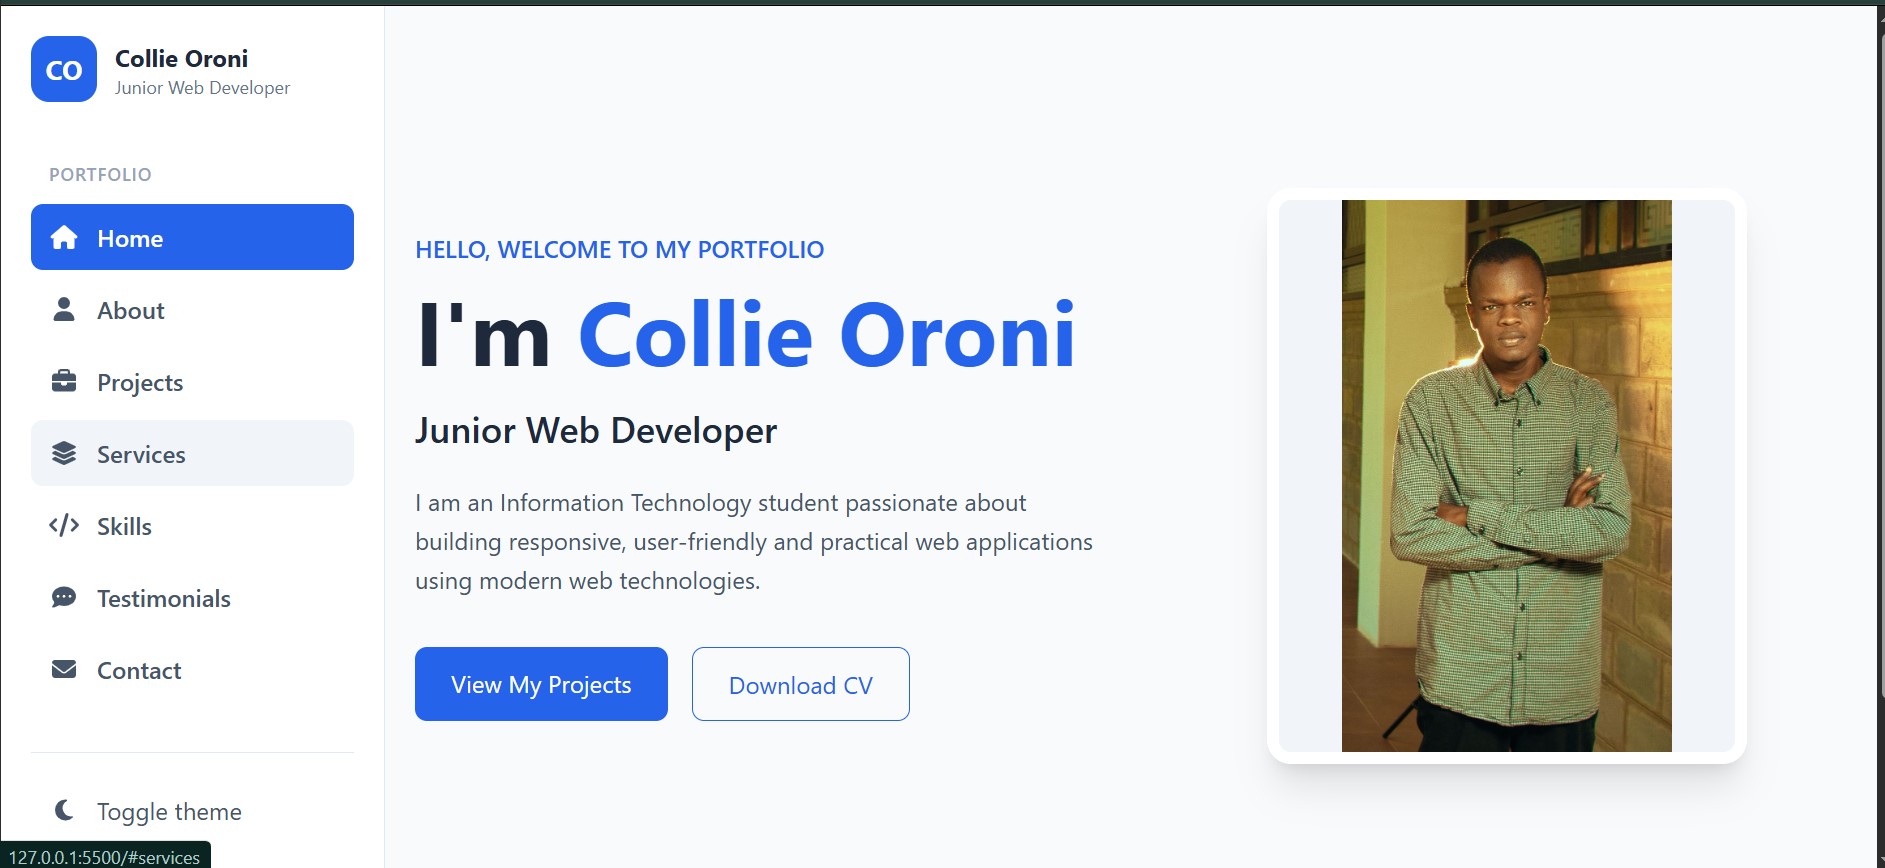 CO
Collie Oroni
Junior Web Developer
PORTFOLIO
Home
About
Projects
Services
Skills
Testimonials
Contact
Toggle theme
127.0.0.1:5500/#services
HELLO, WELCOME TO MY PORTFOLIO
I'm Collie Oroni
Junior Web Developer
I am an Information Technology student passionate about
building responsive, user-friendly and practical web applications
using modern web technologies.
View My Projects
Download CV